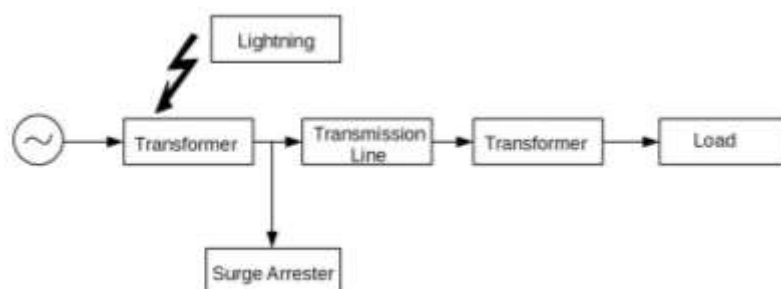 Lightning
Transformer
Transmission
Line
Transformer
Load
Surge Arrester